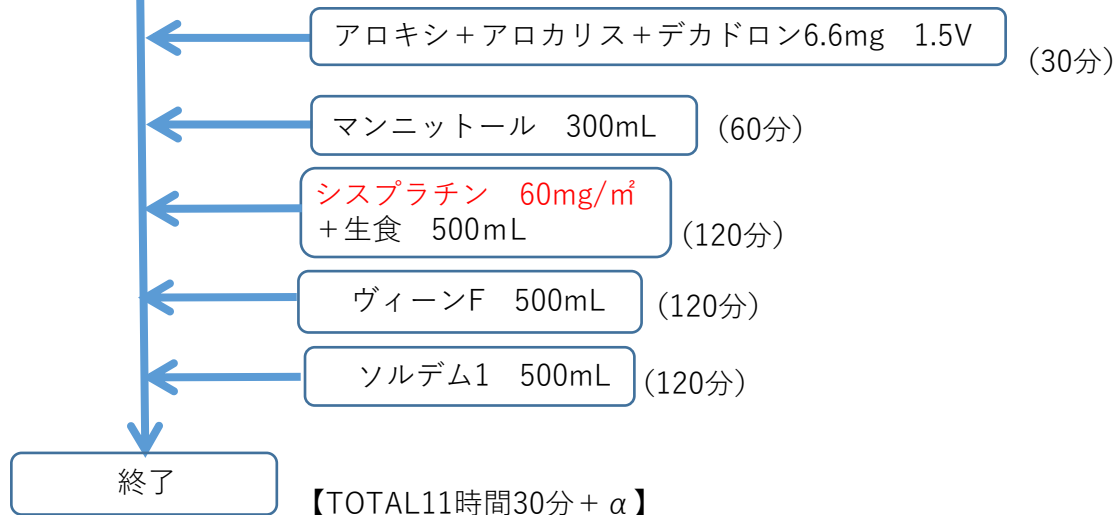 アロキシ＋アロカリス＋デカドロン6.6mg　1.5V
（30分）
マンニットール　300mL
（60分）
シスプラチン　60mg/㎡
＋生食　500ｍL
（120分）
ヴィーンF　500mL
（120分）
ソルデム1　500mL
（120分）
終了
【TOTAL11時間30分＋α】